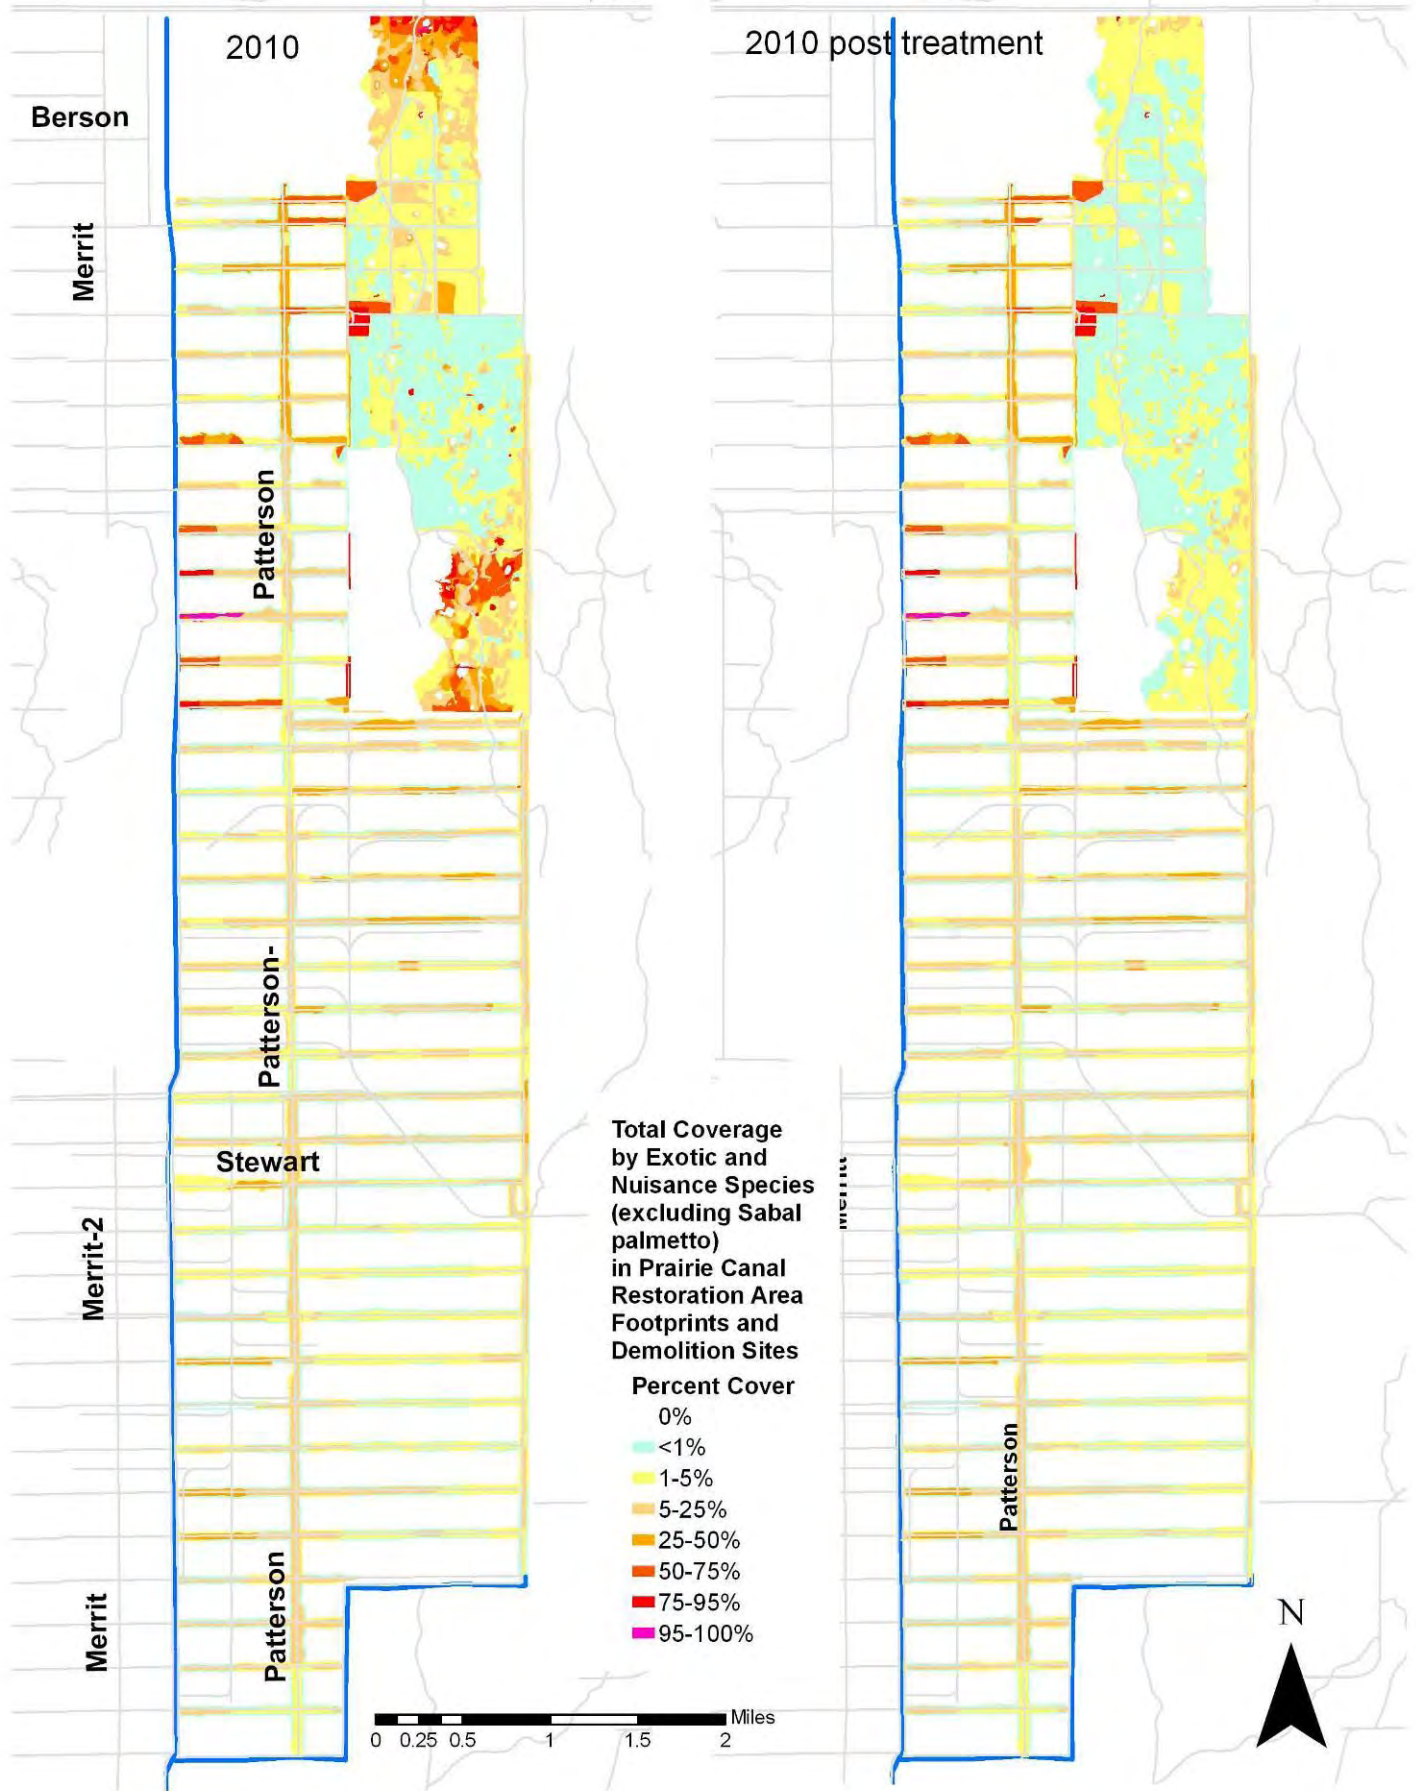 2010
2010 post treatment
Berson
Merrit
Patterson
Patterson-
Stewart
Merrit-2
Merrit
Patterson
Total Coverage
by Exotic and
Nuisance Species
(excluding Sabal
palmetto)
in Prairie Canal
Restoration Area
Footprints and
Demolition Sites
Percent Cover
0%
<1%
1-5%
5-25%
25-50%
50-75%
75-95%
95-100%
Patterson
N
Miles
0 0.25 0.5 1 1.5 2